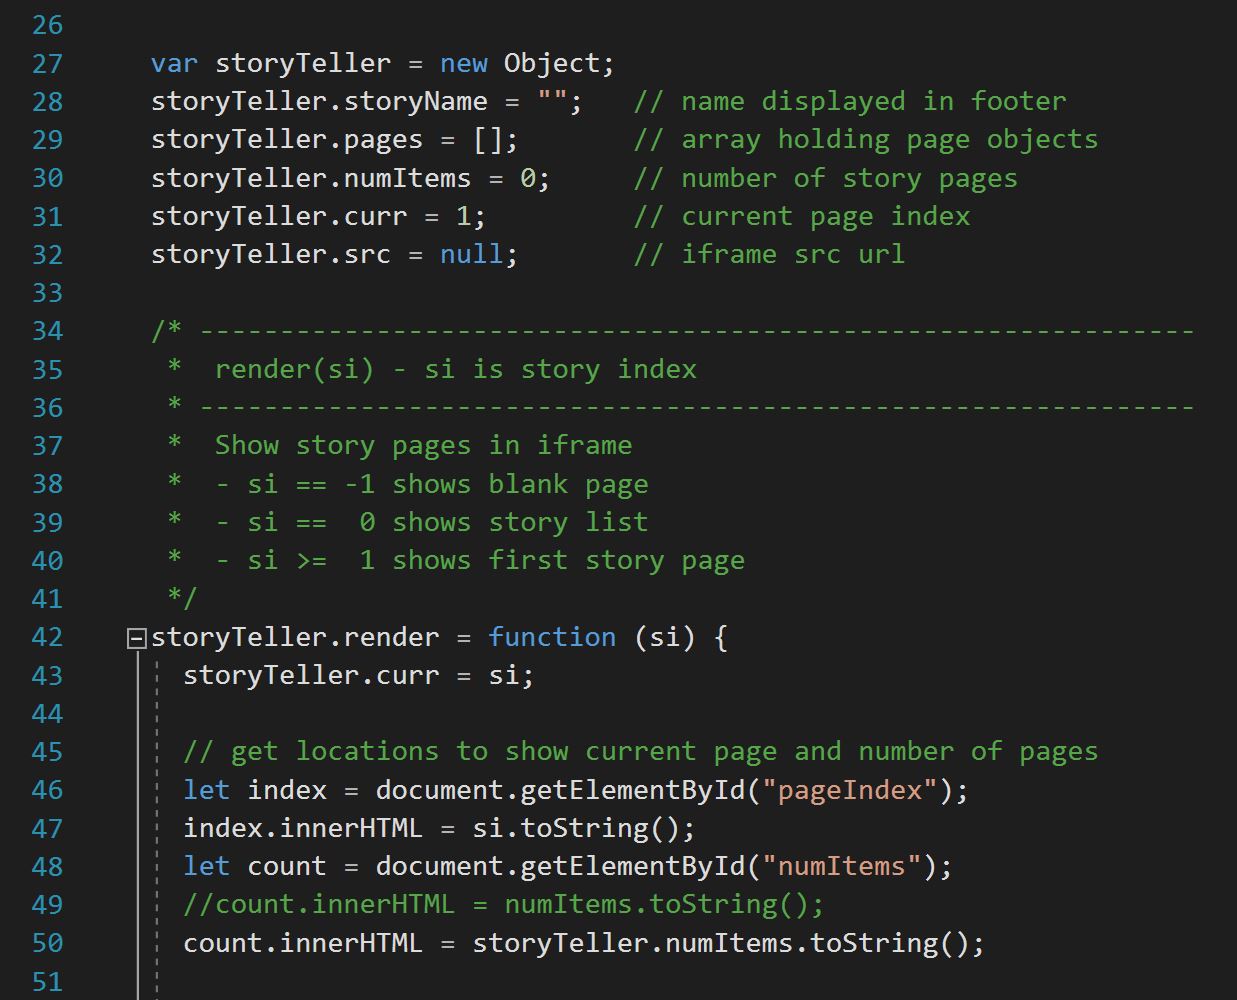 26
27 var storyTeller = new Object;
28 storyTeller.storyName = "";   // name displayed in footer
29 storyTeller.pages = [];       // array holding page objects
30 storyTeller.numItems = 0;     // number of story pages
31 storyTeller.curr = 1;         // current page index
32 storyTeller.src = null;       // iframe src url
33
34 /* --------------------------------------------------------------
35  *  render(si) - si is story index
36  * --------------------------------------------------------------
37  *  Show story pages in iframe
38  *  - si == -1 shows blank page
39  *  - si ==  0 shows story list
40  *  - si >=  1 shows first story page
41  */
42 storyTeller.render = function (si) {
43   storyTeller.curr = si;
44
45   // get locations to show current page and number of pages
46   let index = document.getElementById("pageIndex");
47   index.innerHTML = si.toString();
48   let count = document.getElementById("numItems");
49   //count.innerHTML = numItems.toString();
50   count.innerHTML = storyTeller.numItems.toString();
51